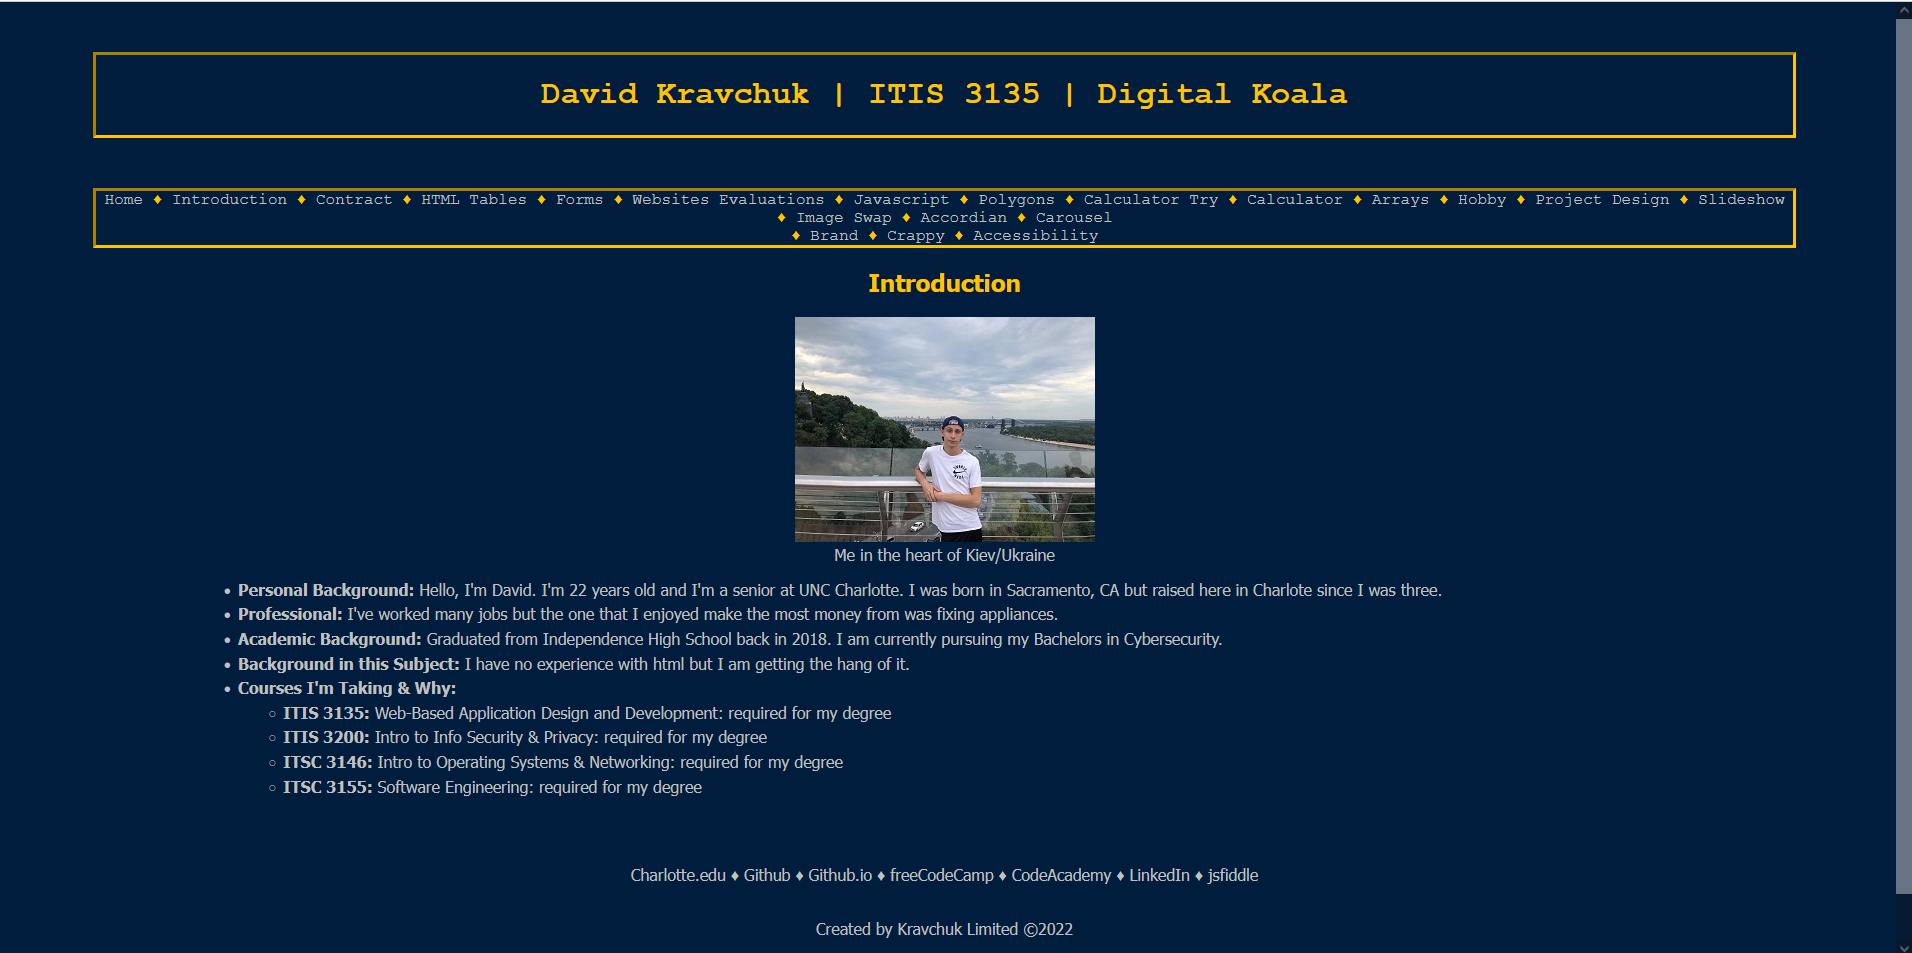 David Kravchuk | ITIS 3135 | Digital Koala
Home ♦ Introduction ♦ Contract ♦ HTML Tables ♦ Forms ♦ Websites Evaluations ♦ Javascript ♦ Polygons ♦ Calculator Try ♦ Calculator ♦ Arrays ♦ Hobby ♦ Project Design ♦ Slideshow
♦ Image Swap ♦ Accordian ♦ Carousel
♦ Brand ♦ Crappy ♦ Accessibility
Introduction
Me in the heart of Kiev/Ukraine
• Personal Background: Hello, I'm David. I'm 22 years old and I'm a senior at UNC Charlotte. I was born in Sacramento, CA but raised here in Charlote since I was three.
• Professional: I've worked many jobs but the one that I enjoyed make the most money from was fixing appliances.
• Academic Background: Graduated from Independence High School back in 2018. I am currently pursuing my Bachelors in Cybersecurity.
• Background in this Subject: I have no experience with html but I am getting the hang of it.
• Courses I'm Taking & Why:
◦ ITIS 3135: Web-Based Application Design and Development: required for my degree
◦ ITIS 3200: Intro to Info Security & Privacy: required for my degree
◦ ITSC 3146: Intro to Operating Systems & Networking: required for my degree
◦ ITSC 3155: Software Engineering: required for my degree
Charlotte.edu ♦ Github ♦ Github.io ♦ freeCodeCamp ♦ CodeAcademy ♦ LinkedIn ♦ jsfiddle
Created by Kravchuk Limited ©2022